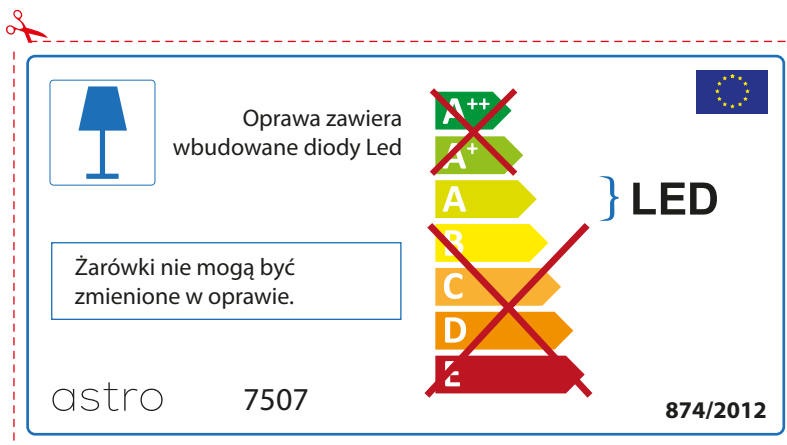 Oprawa zawiera
wbudowane diody Led
A++
A+
A
B
C
D
E
LED
Żarówki nie mogą być
zmienione w oprawie.
astro
7507
874/2012